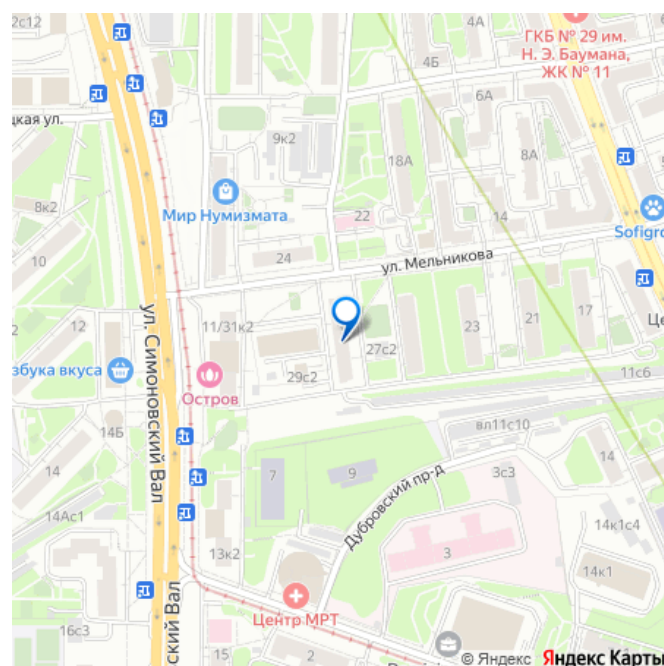 4А
4
ГКБ № 29 им.
Н. Э. Баумана,
ЖК № 11
4Б
6А
цкая ул.
9к2
18А
8А
8к2
Мир Нумизмата
22
14
Sofigro
10
24
ул. Мельникова
ул. Симоновский Вал
12
11/31к2
23
21
17
Це
27с2
збука вкуса
29с2
11с6
Остров
14Б
вл11с10
14
7
9
3с3
14
Дубровский пр-д
14Ас1
14к1с4
13к2
3
14к1
ский Вал
Центр МРТ
16с3
15
2
© Яндекс Яндекс Карты